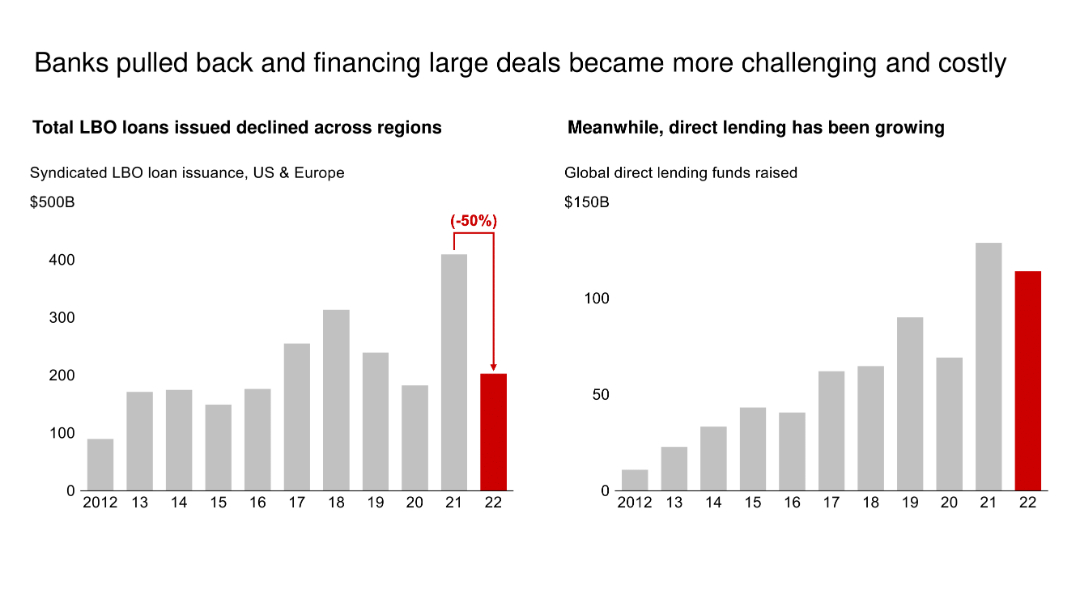 Banks pulled back and financing large deals became more challenging and costly
Total LBO loans issued declined across regions
Syndicated LBO loan issuance, US & Europe
$500B
(-50%)
400
300
200
100
0
2012 13 14 15 16 17 18 19 20 21 22
Meanwhile, direct lending has been growing
Global direct lending funds raised
$150B
100
50
0
2012 13 14 15 16 17 18 19 20 21 22